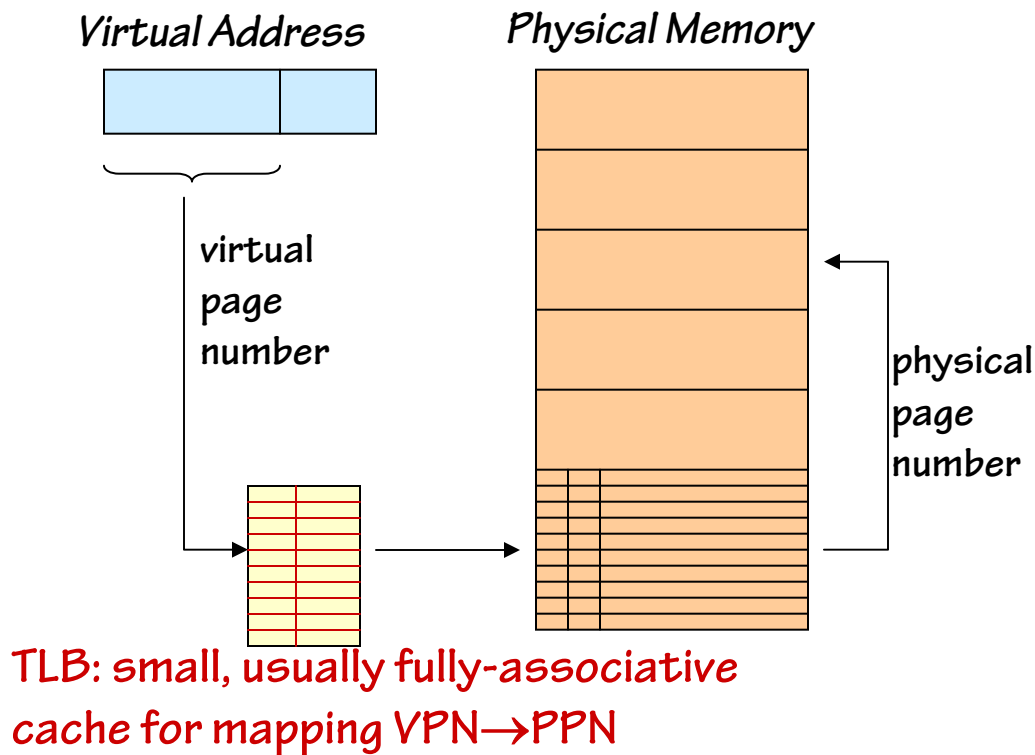 Virtual Address
Physical Memory
virtual
page
number
physical
page
number
TLB: small, usually fully-associative
cache for mapping VPN→PPN